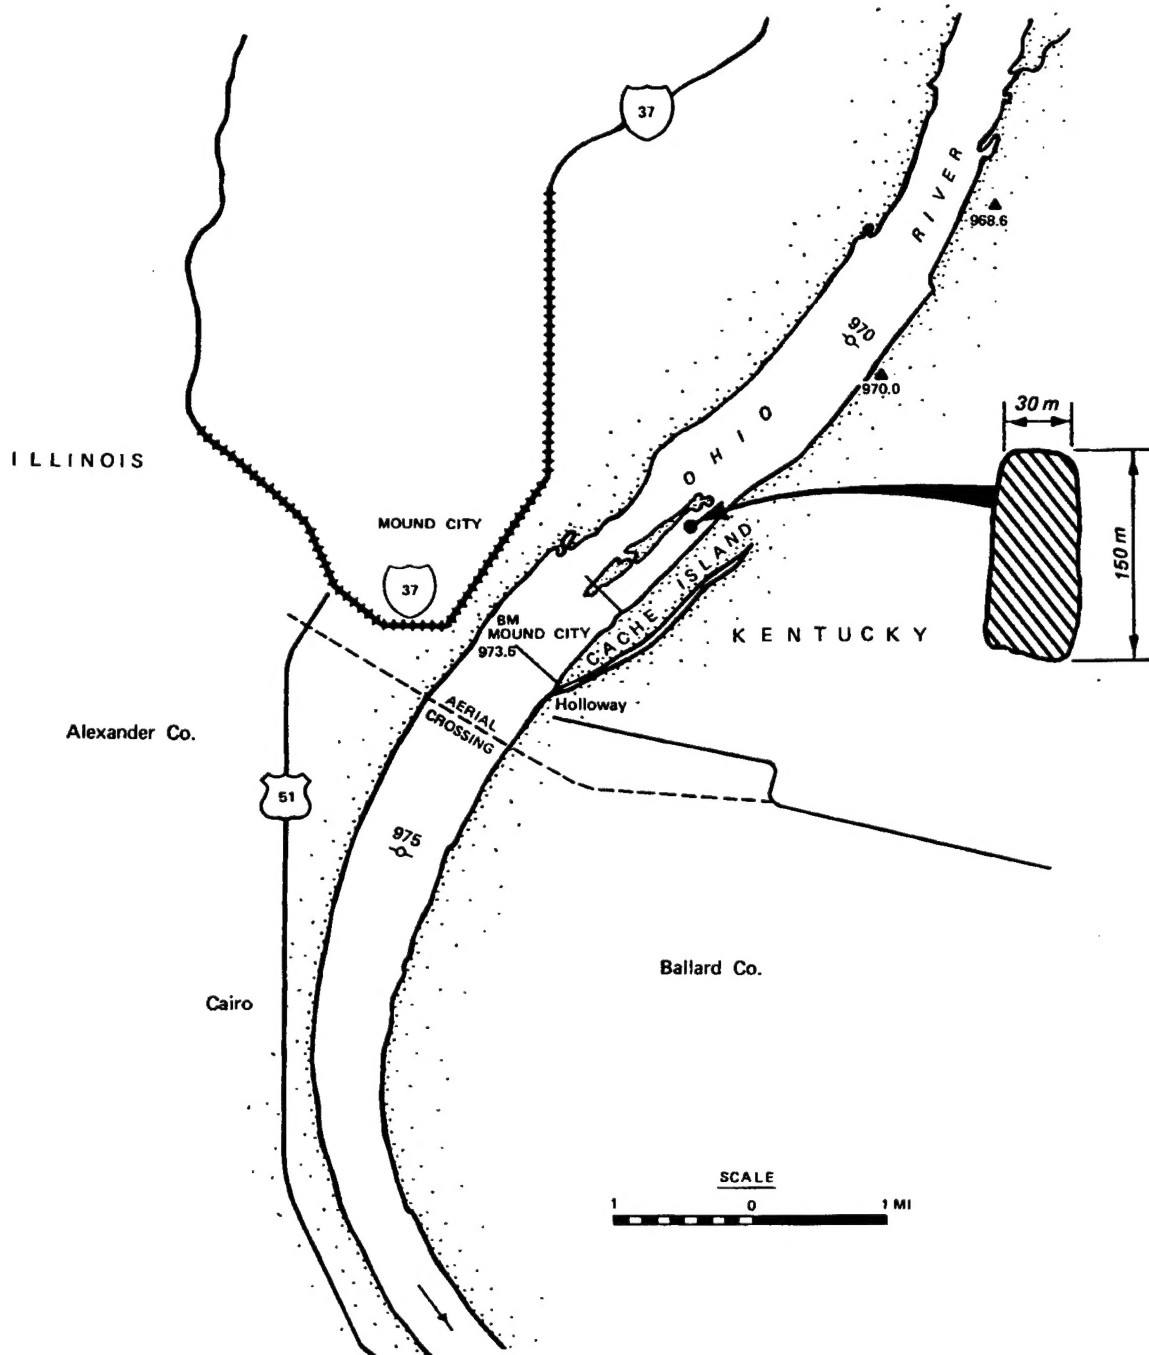 37
RIVER
968.6
970
970.0
30 m
OHIO
ILLINOIS
MOUND CITY
150 m
37
CACHE ISLAND
BM
MOUND CITY
973.5
KENTUCKY
AERIAL
CROSSING
Holloway
Alexander Co.
51
975
Ballard Co.
Cairo
SCALE
1 0 1 MI